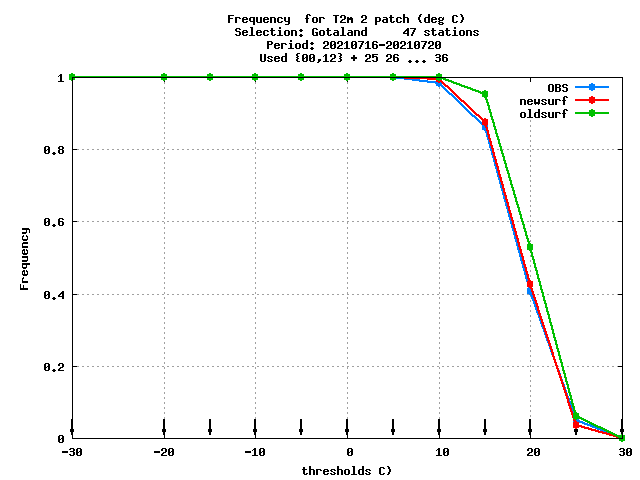 Frequency  for T2m 2 patch (deg C)
Selection: Gotaland     47 stations
Period: 20210716-20210720
Used {00,12} + 25 26 ... 36
OBS
newsurf
oldsurf
1
0.8
0.6
0.4
0.2
0
Frequency
-30 -20 -10 0 10 20 30
thresholds C)